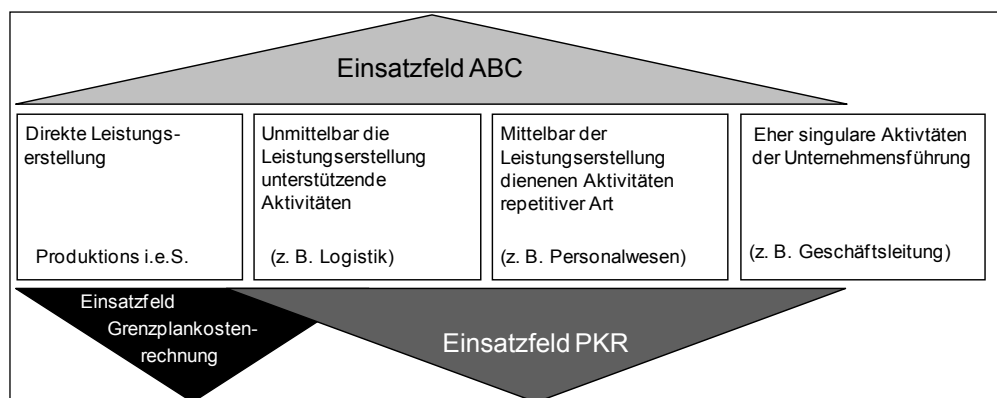 Einsatzfeld ABC
Direkte Leistungs-
erstellung
Produktions i.e.S.
Unmittelbar die
Leistungserstellung
unterstützende
Aktivitäten
(z. B. Logistik)
Mittelbar der
Leistungserstellung
dienenen Aktivitäten
repetitiver Art
(z. B. Personalwesen)
Eher singulare Aktivtäten
der Unternehmensführung
(z. B. Geschäftsleitung)
Einsatzfeld
Grenzplankosten-
rechnung
Einsatzfeld PKR